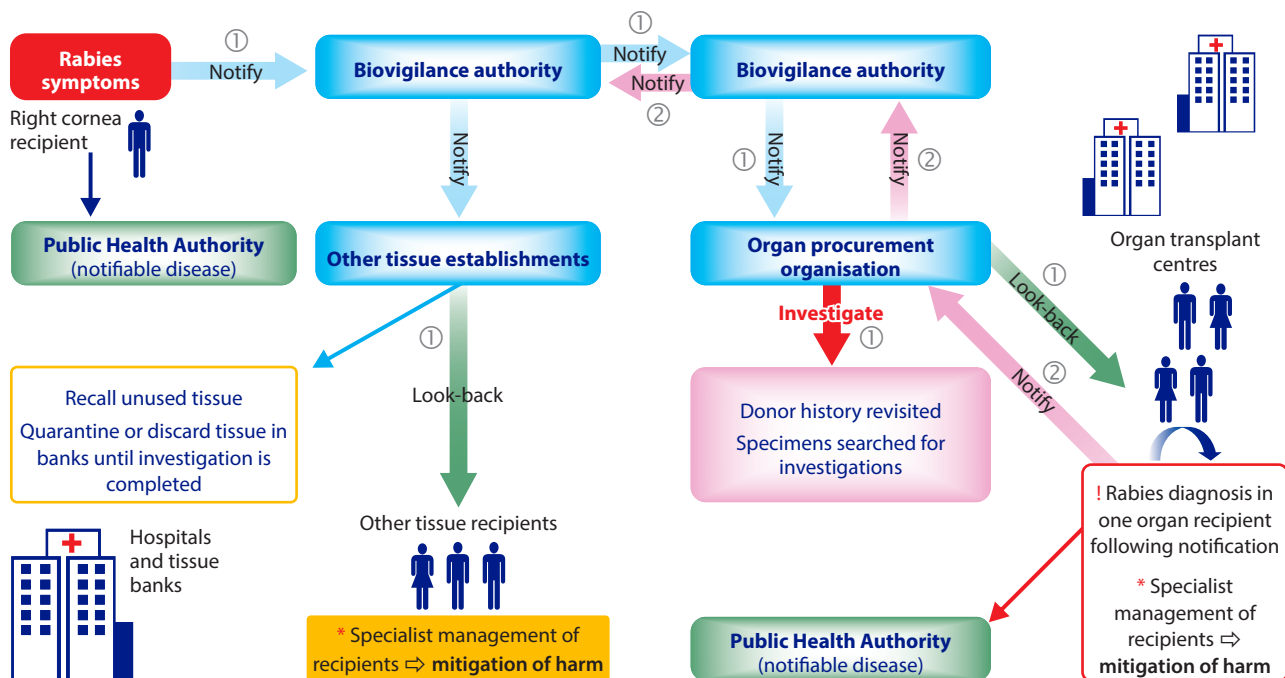 Rabies
symptoms
①
Notify
Biovigilance authority
①
Notify
Notify
②
Biovigilance authority
Right cornea
recipient
Notify
①
Notify
Notify
②
Public Health Authority
(notifiable disease)
Other tissue establishments
Organ procurement
organisation
Organ transplant
centres
①
Look-back
Investigate
①
①
Look-back
②
Notify
Recall unused tissue
Quarantine or discard tissue in
banks until investigation is
completed
Donor history revisited
Specimens searched for
investigations
Hospitals
and tissue
banks
Other tissue recipients
* Specialist management of
recipients ⇨ mitigation of harm
! Rabies diagnosis in
one organ recipient
following notification
* Specialist
management of
recipients ⇨
mitigation of harm
Public Health Authority
(notifiable disease)